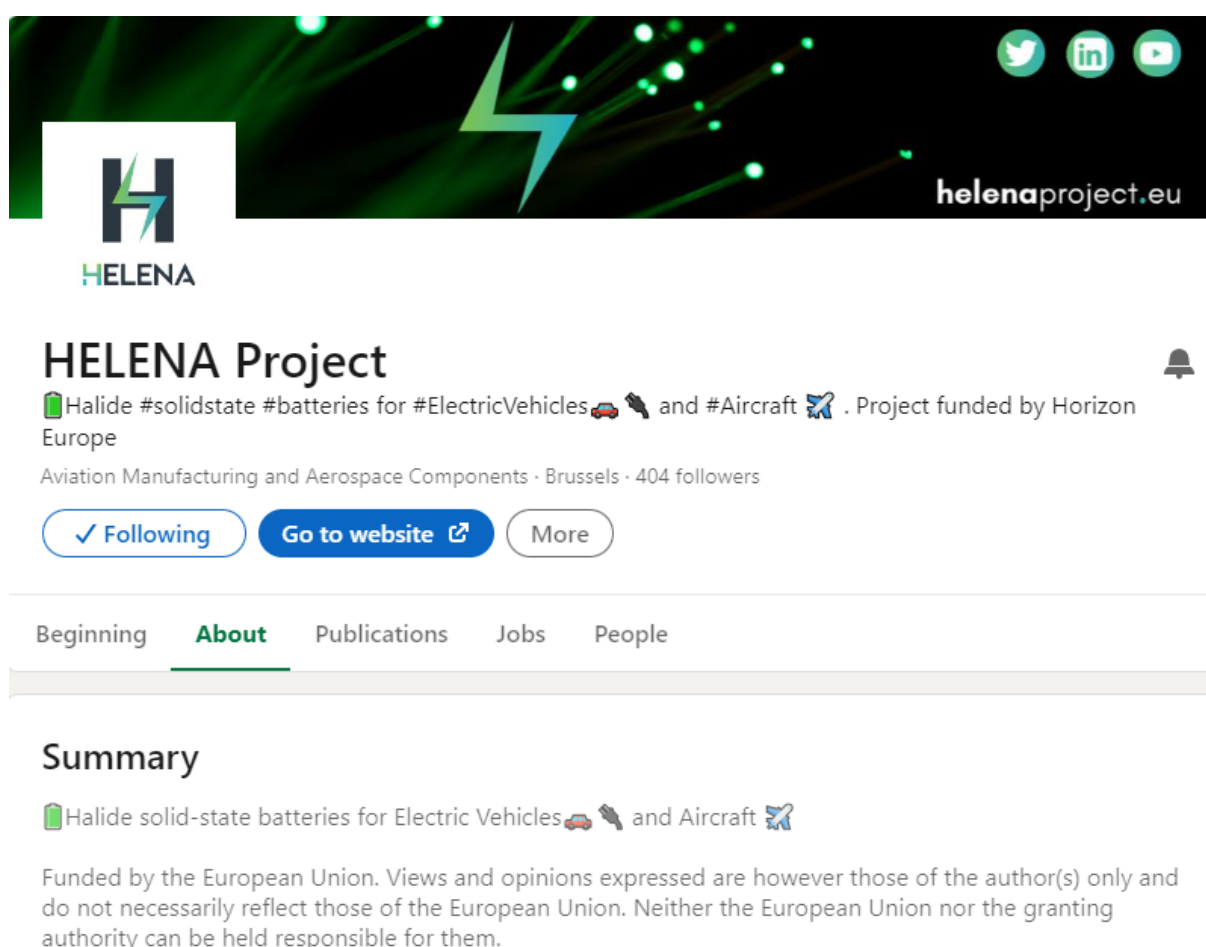 in
helenaproject.eu
H
HELENA
HELENA Project
🔋Halide #solidstate #batteries for #ElectricVehicles🚗🔌 and #Aircraft ✈️ . Project funded by Horizon
Europe
Aviation Manufacturing and Aerospace Components · Brussels · 404 followers
✓ Following
Go to website
More
Beginning
About
Publications
Jobs
People
Summary
🔋Halide solid-state batteries for Electric Vehicles🚗🔌 and Aircraft ✈️
Funded by the European Union. Views and opinions expressed are however those of the author(s) only and
do not necessarily reflect those of the European Union. Neither the European Union nor the granting
authority can be held responsible for them.